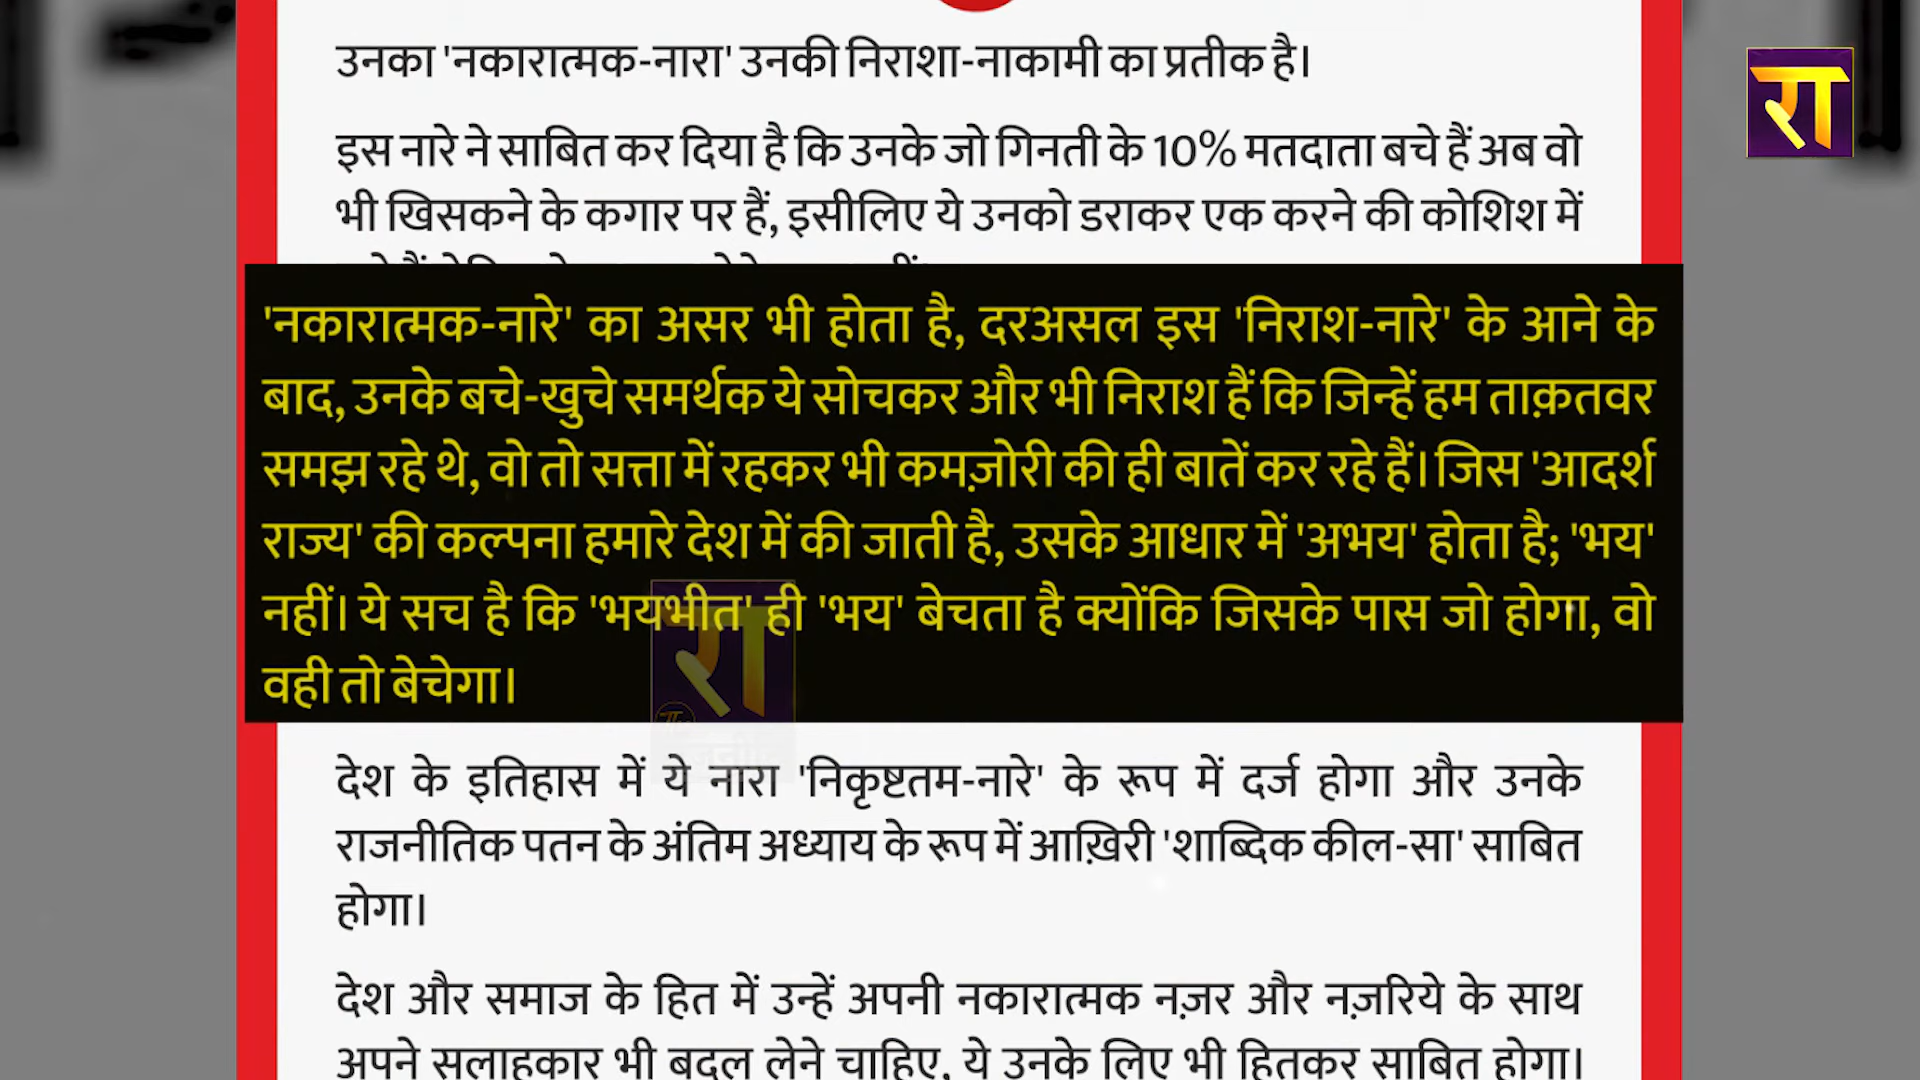 उनका 'नकारात्मक-नारा' उनकी निराशा-नाकामी का प्रतीक है।
रा
इस नारे ने साबित कर दिया है कि उनके जो गिनती के 10% मतदाता बचे हैं अब वो
भी खिसकने के कगार पर हैं, इसीलिए ये उनको डराकर एक करने की कोशिश में
'नकारात्मक-नारे' का असर भी होता है, दरअसल इस 'निराश-नारे' के आने के
बाद, उनके बचे-खुचे समर्थक ये सोचकर और भी निराश हैं कि जिन्हें हम ताक़तवर
समझ रहे थे, वो तो सत्ता में रहकर भी कमज़ोरी की ही बातें कर रहे हैं। जिस 'आदर्श
राज्य' की कल्पना हमारे देश में की जाती है, उसके आधार में 'अभय' होता है; 'भय'
नहीं। ये सच है कि 'भयभीत' ही 'भय' बेचता है क्योंकि जिसके पास जो होगा, वो
वही तो बेचेगा।
रा
देश के इतिहास में ये नारा 'निकृष्टतम-नारे' के रूप में दर्ज होगा और उनके
राजनीतिक पतन के अंतिम अध्याय के रूप में आख़िरी 'शाब्दिक कील-सा' साबित
होगा।
देश और समाज के हित में उन्हें अपनी नकारात्मक नज़र और नज़रिये के साथ
अपने सलाहकार भी बदल लेने चाहिए, ये उनके लिए भी हितकर साबित होगा।